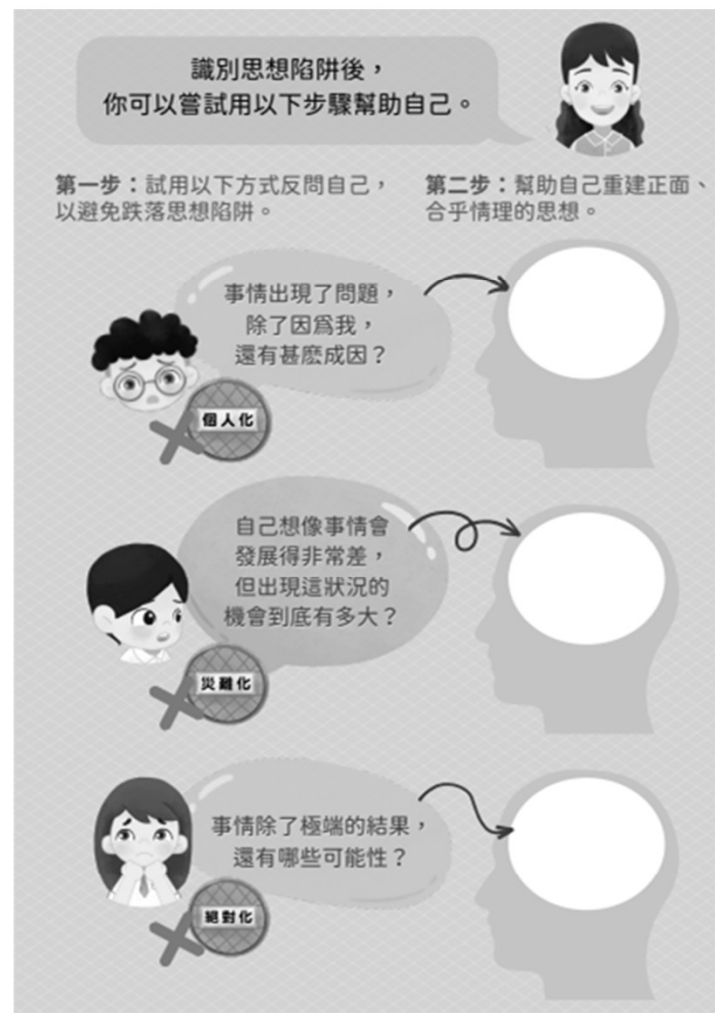 識別思想陷阱後，
你可以嘗試用以下步驟幫助自己。
第一步：試用以下方式反問自己，
以避免跌落思想陷阱。
第二步：幫助自己重建正面、
合乎情理的思想。
事情出現了問題，
除了因爲我，
還有甚麽成因？
個人化
自己想像事情會
發展得非常差，
但出現這狀況的
機會到底有多大？
災難化
事情除了極端的結果，
還有哪些可能性？
絕對化